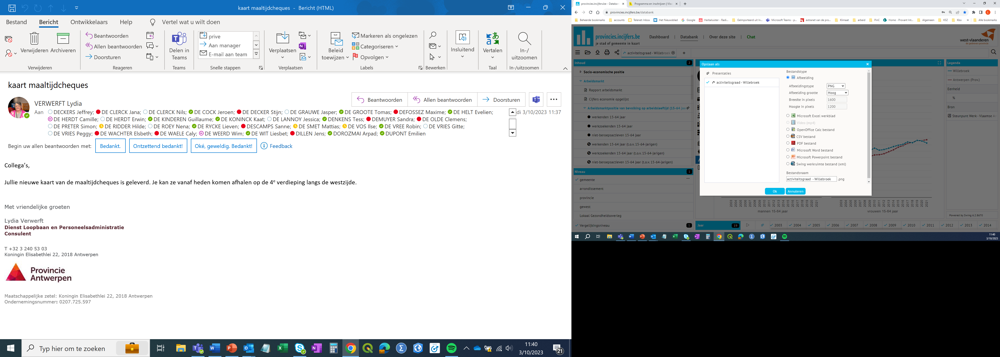 kaart maaltijdcheques - Bericht (HTML)
Bestand Bericht Ontwikkelaars Help Vertel wat u wilt doen
Verwijderen Archiveren
Verwijderen
Beantwoorden
Allen beantwoorden
Doorsturen
Reageren
Delen in Teams
Teams
prive
Aan manager
E-mail aan team
Snelle stappen
Verplaatsen
Verplaatsen
Beleid toewijzen
Markeren als ongelezen
Categoriseren
Opvolgen
Labels
Bewerken
Insluitend
Vertalen
Taal
In-/ uitzoomen
In-/uitzoomen
kaart maaltijdcheques
VERWERFT Lydia
Beantwoorden Allen beantwoorden Doorsturen
di 3/10/2023 11:37
Aan DECKERS Jeffrey; DE CLERCK Jana; DE CLERCK Nils; DE COCK Jeroen; DE DECKER Stijn; DE GRAUWE Jasper; DE GROOTE Tomas; DEFOSSEZ Maxime; DE HELT Evelien;
DE HERDT Camille; DE HERDT Erwin; DE KINDEREN Guillaume; DE KONINCK Kaat; DE LANNOY Jessica; DENKENS Tess; DEMUYER Sandra; DE OLDE Clemens;
DE PRETER Simon; DE RIDDER Hilde; DE ROEY Nena; DE RYCKE Lieven; DESCAMPS Sanne; DE SMET Mattias; DE VOS Ilse; DE VREE Robin; DE VRIES Gitte;
DE VRIES Peggy; DE WACHTER Elsbeth; DE WAELE Caly; DE WEERD Wim; DE WIT Liesbet; DILLEN Jens; DOROZMAI Arpad; DUPONT Emilien
Begin uw allen beantwoorden met: Bedankt. Ontzettend bedankt! Oké, geweldig. Bedankt! Feedback
Collega's,
Jullie nieuwe kaart van de maaltijdcheques is geleverd. Je kan ze vanaf heden komen afhalen op de 4e verdieping langs de westzijde.
Met vriendelijke groeten
Lydia Verwerft
Dienst Loopbaan en Personeelsadministratie
Consulent
T +32 3 240 53 03
Koningin Elisabethlei 22, 2018 Antwerpen
Provincie
Antwerpen
Maatschappelijke zetel: Koningin Elisabethlei 22, 2018 Antwerpen
Ondernemingsnummer: 0207.725.597
Typ hier om te zoeken
11:40
3/10/2023
21
provincies.incijfers.be - Databan Programma en inschrijven | Vlaa
provincies.incijfers.be/databank
Beheerde bookmarks accounts Telenet: Inbox Het Nieuwsblad Google Herbeluister - Radi... Geïmporteerd uit In... Microsoft Teams - p... extranet van de pro... Klimaat arbeid PinC Home - Provant Int... Algemeen KSZ Kbo » Alle bookmarks
provincies.incijfers.be
je stad of gemeente in kaart
Dashboard | Databank | Over deze site | Chat
west-vlaanderen
de gedreven provincie
activiteitsgraad - Willebroek
Inhoud 2
Socio-economische positie
Arbeidsmarkt
Rapport arbeidsmarkt
Cijfers economie opgelijst
Arbeidsmarktpositie van bevolking op arbeidsleeftijd (15-64 jaar
werkenden 15-64 jaar
werkzoekenden 15-64 jaar
niet-beroepsactieven 15-64 jaar
werkenden 15-64 jaar (t.o.v. 15-64-jarigen)
werkzoekenden 15-64 jaar (t.o.v. 15-64-jarigen)
niet-beroepsactieven 15-64 jaar (t.o.v. 15-64-jarigen)
Niveau 1
gemeente
arrondissement
provincie
gewest
Lokaal Gezondheidsoverleg
Vergelijkingsniveau 1
Opslaan als
Presentaties
activiteitsgraad - Willebroek
Bestandstype
Afbeelding
Afbeeldingstype PNG
Afbeelding grootte Hoog
Breedte in pixels 1600
Hoogte in pixels 1200
Microsoft Excel werkblad
Video (mp4)
OpenOffice Calc bestand
CSV bestand
PDF bestand
Microsoft Word bestand
Microsoft Powerpoint bestand
Swing werkruimte bestand (xml)
Bestandsnaam
activiteitsgraad - Willebroek .png
Ok Annuleren
2003 2004 2005 2006 2007 2008 2009 2010 2011 2012 2013 2014 2015 2016 2017 2018 2019 2020 2021
mannen 15-64 jaar
2003 2004 2005 2006 2007 2008 2009 2010 2011 2012 2013 2014 2015 2016 2017 2018 2019 2020 2021
vrouwen 15-64 jaar
Legenda
Willebroek
Antwerpen (Prov.)
Eenheid
%
Bron
Steunpunt Werk - Vlaamse A
Powered by Swing 6.2.8670
Jaar 19 2003 2004 2005 2006 2007 2008 2009 2010 2011 2012 2013 2014
11:40
3/10/2023